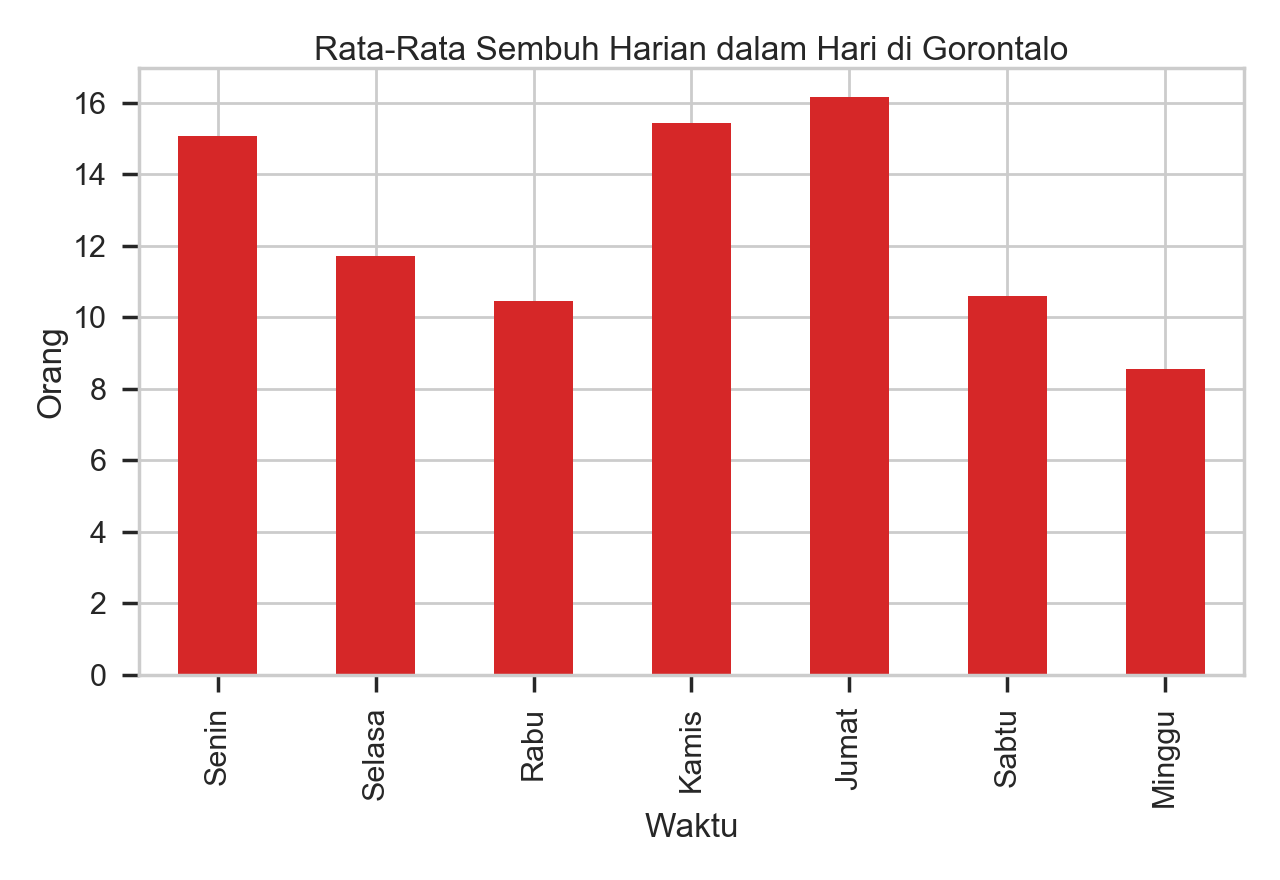 Rata-Rata Sembuh Harian dalam Hari di Gorontalo
16
14
12
10
8
6
4
2
0
Orang
Senin
Selasa
Rabu
Kamis
Jumat
Sabtu
Minggu
Waktu